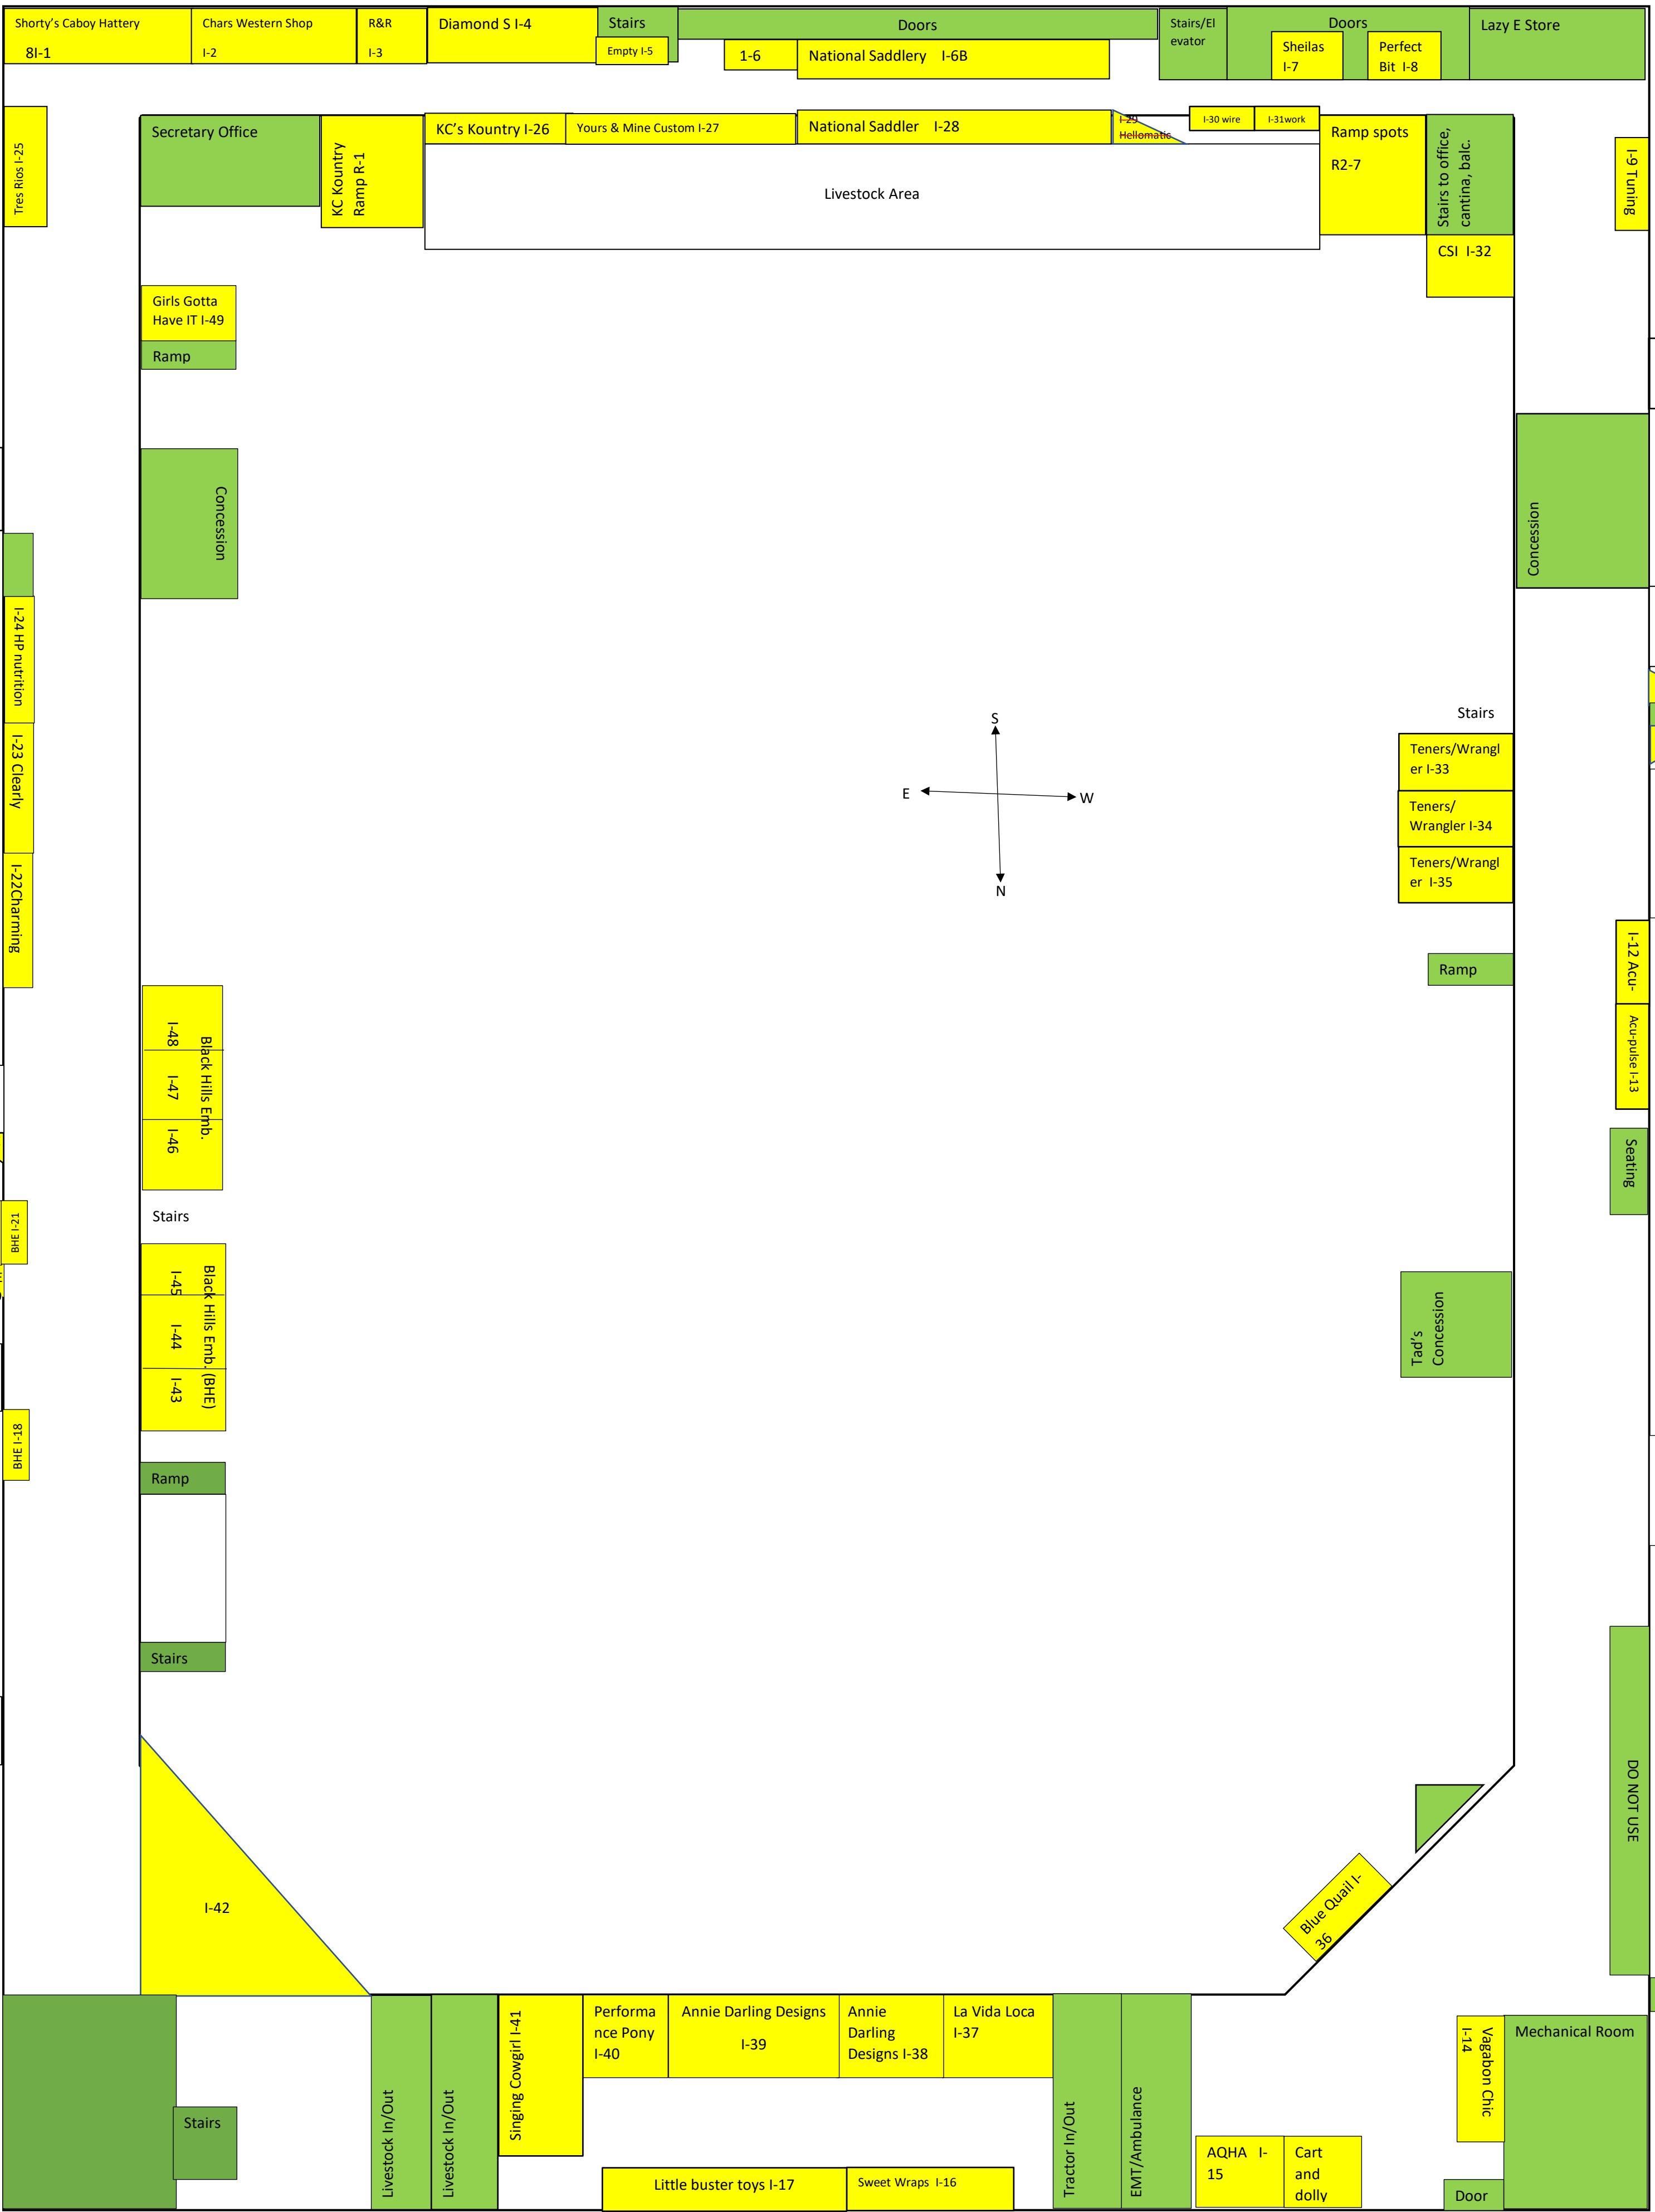 Shorty's Caboy Hattery
8I-1
Chars Western Shop
I-2
R&R
I-3
Diamond S I-4
Stairs
Empty I-5
Doors
1-6
National Saddlery I-6B
Stairs/El
evator
Doors
Sheilas
I-7
Perfect
Bit I-8
Lazy E Store
Tres Rios I-25
Secretary Office
KC Kountry
Ramp R-1
KC's Kountry I-26
Yours & Mine Custom I-27
National Saddler I-28
I-29
Hellomatic
I-30 wire
I-31work
Ramp spots
R2-7
Stairs to office,
cantina, balc.
I-9 Tuning
Livestock Area
CSI I-32
Girls Gotta
Have IT I-49
Ramp
Concession
Concession
I-24 HP nutrition
I-23 Clearly
I-22Charming
S
E
W
N
Stairs
Teners/Wrangl
er I-33
Teners/
Wrangler I-34
Teners/Wrangl
er I-35
Ramp
I-12 Acu-
Acu-pulse I-13
Seating
Black Hills Emb.
I-48
I-47
I-46
Stairs
BHE I-21
Black Hills Emb. (BHE)
I-45
I-44
I-43
Tad's
Concession
BHE I-18
Ramp
Stairs
DO NOT USE
I-42
Blue Quail I-
36
Livestock In/Out
Livestock In/Out
Singing Cowgirl I-41
Performa
nce Pony
I-40
Annie Darling Designs
I-39
Annie
Darling
Designs I-38
La Vida Loca
I-37
Tractor In/Out
EMT/Ambulance
Vagabon Chic
I-14
Mechanical Room
Stairs
AQHA I-
15
Cart
and
dolly
Little buster toys I-17
Sweet Wraps I-16
Door